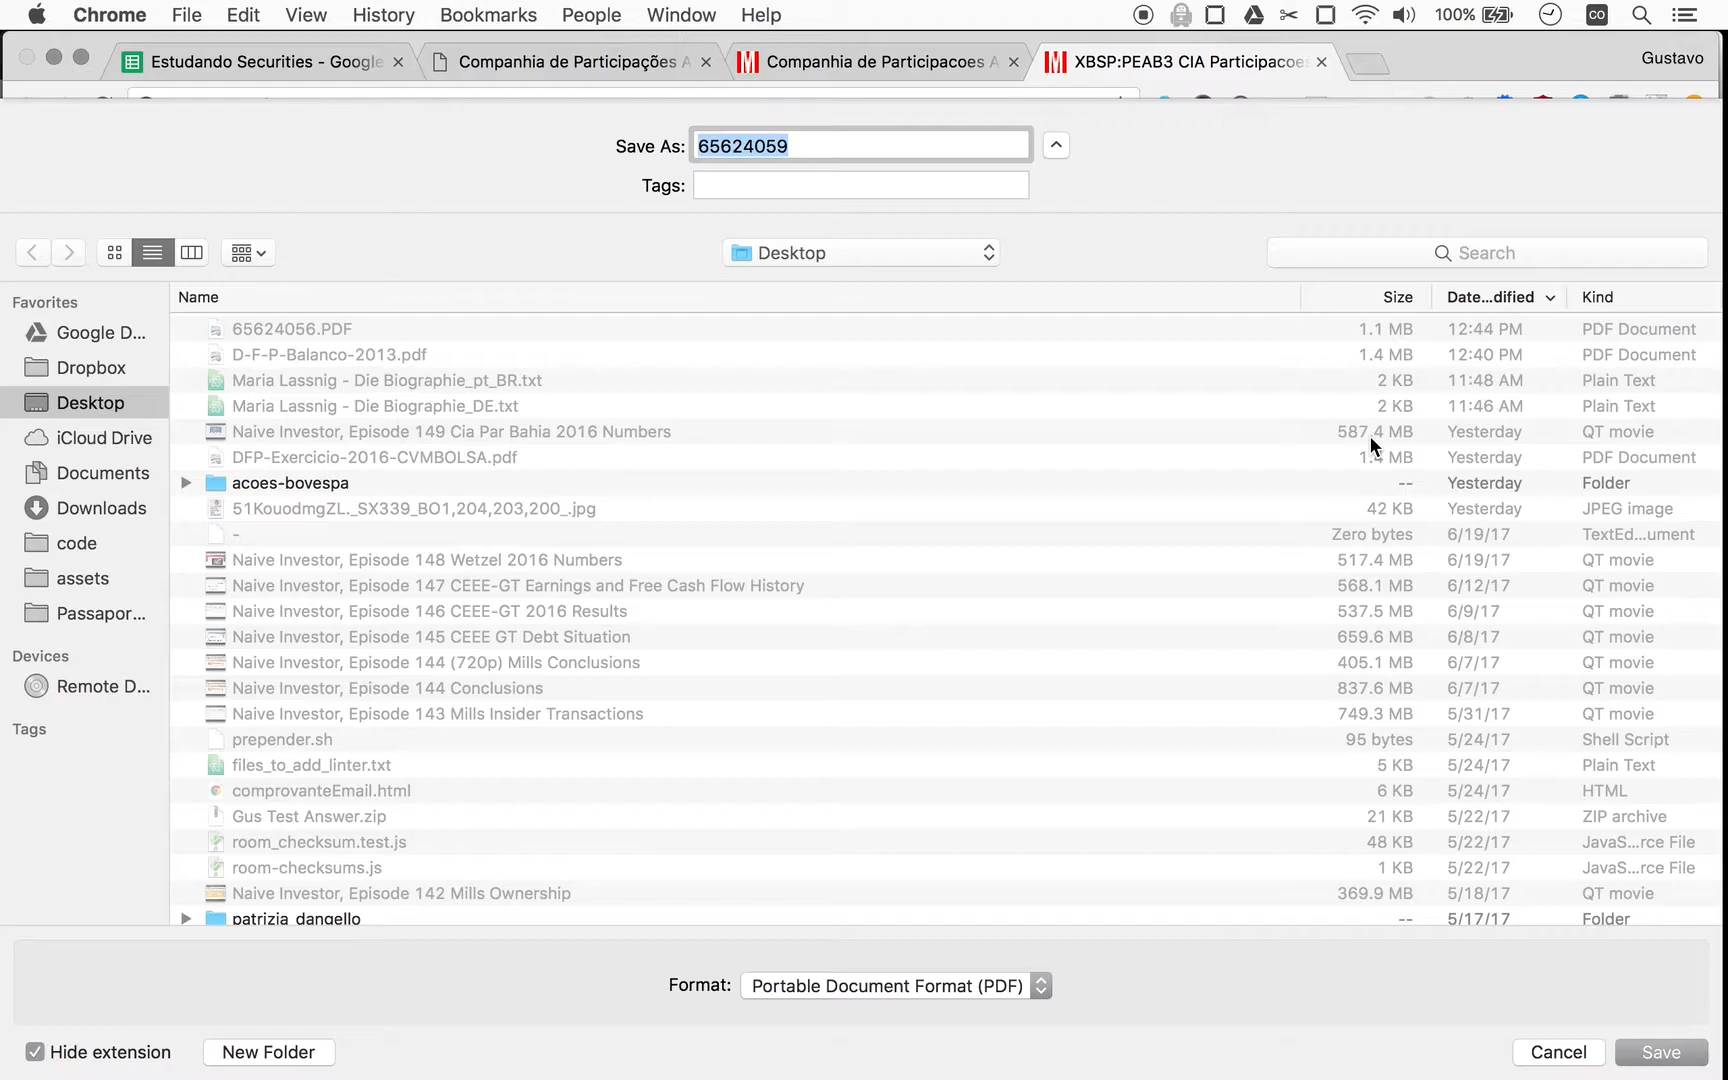 Chrome File Edit View History Bookmarks People Window Help 100% CO
Estudando Securities - Google Companhia de Participações A Companhia de Participacoes A XBSP:PEAB3 CIA Participacoes Gustavo
Save As: 65624059
Tags:
Desktop Search
Favorites
Google D...
Dropbox
Desktop
iCloud Drive
Documents
Downloads
code
assets
Passapor...
Devices
Remote D...
Tags
Name Size Date...dified Kind
65624056.PDF 1.1 MB 12:44 PM PDF Document
D-F-P-Balanco-2013.pdf 1.4 MB 12:40 PM PDF Document
Maria Lassnig - Die Biographie_pt_BR.txt 2 KB 11:48 AM Plain Text
Maria Lassnig - Die Biographie_DE.txt 2 KB 11:46 AM Plain Text
Naive Investor, Episode 149 Cia Par Bahia 2016 Numbers 587.4 MB Yesterday QT movie
DFP-Exercicio-2016-CVMBOLSA.pdf 1.4 MB Yesterday PDF Document
acoes-bovespa -- Yesterday Folder
51KouodmgZL._SX339_BO1,204,203,200_.jpg 42 KB Yesterday JPEG image
- Zero bytes 6/19/17 TextEd...ument
Naive Investor, Episode 148 Wetzel 2016 Numbers 517.4 MB 6/19/17 QT movie
Naive Investor, Episode 147 CEEE-GT Earnings and Free Cash Flow History 568.1 MB 6/12/17 QT movie
Naive Investor, Episode 146 CEEE-GT 2016 Results 537.5 MB 6/9/17 QT movie
Naive Investor, Episode 145 CEEE GT Debt Situation 659.6 MB 6/8/17 QT movie
Naive Investor, Episode 144 (720p) Mills Conclusions 405.1 MB 6/7/17 QT movie
Naive Investor, Episode 144 Conclusions 837.6 MB 6/7/17 QT movie
Naive Investor, Episode 143 Mills Insider Transactions 749.3 MB 5/31/17 QT movie
prepender.sh 95 bytes 5/24/17 Shell Script
files_to_add_linter.txt 5 KB 5/24/17 Plain Text
comprovanteEmail.html 6 KB 5/24/17 HTML
Gus Test Answer.zip 21 KB 5/22/17 ZIP archive
room_checksum.test.js 48 KB 5/22/17 JavaS...rce File
room-checksums.js 1 KB 5/22/17 JavaS...rce File
Naive Investor, Episode 142 Mills Ownership 369.9 MB 5/18/17 QT movie
patrizia_dangello -- 5/17/17 Folder
Format: Portable Document Format (PDF)
Hide extension New Folder Cancel Save